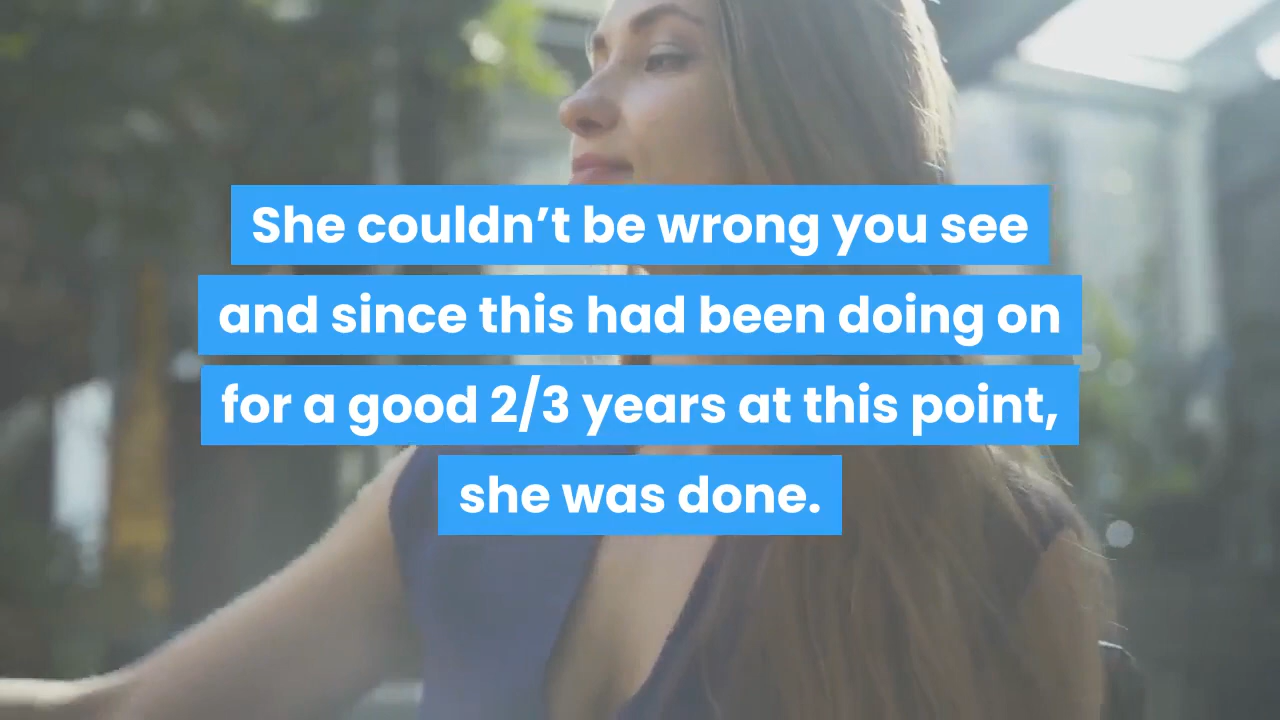 She couldn’t be wrong you see
and since this had been doing on
for a good 2/3 years at this point,
she was done.